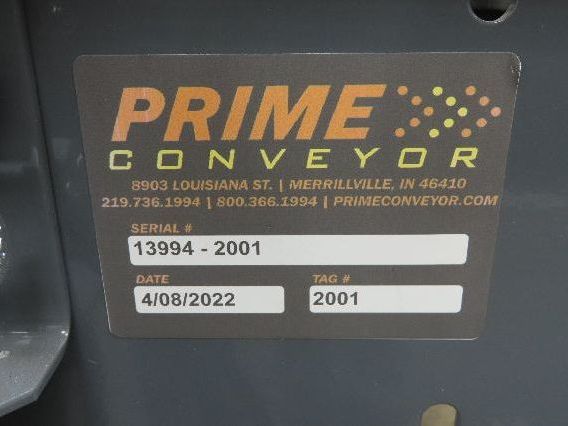 PRIME
CONVEYOR
8903 LOUISIANA ST. | MERRILLVILLE, IN 46410
219.736.1994 | 800.366.1994 | PRIMECONVEYOR.COM
SERIAL #
13994 - 2001
DATE TAG #
4/08/2022 2001